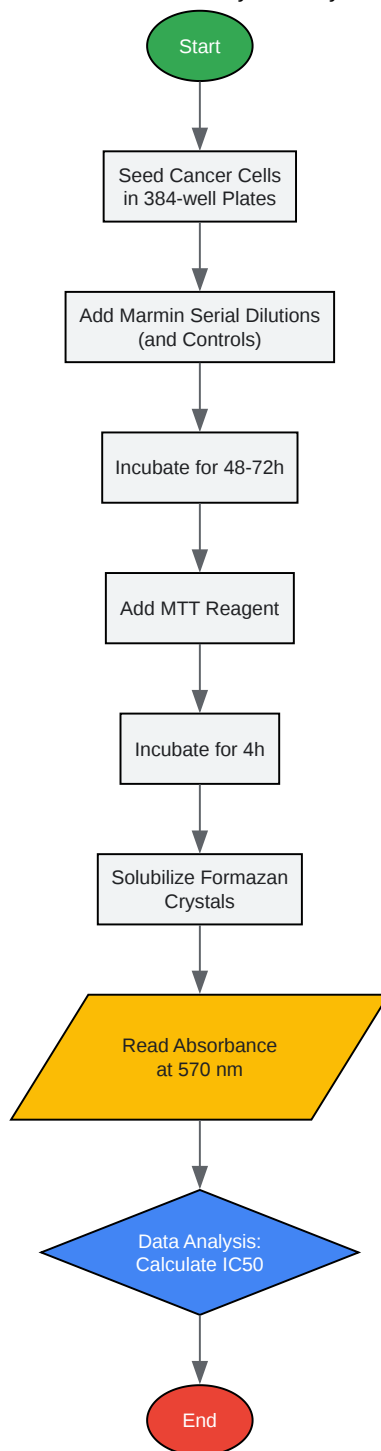 Start
Seed Cancer Cells
in 384-well Plates
Add Marmin Serial Dilutions
(and Controls)
Incubate for 48-72h
Add MTT Reagent
Incubate for 4h
Solubilize Formazan
Crystals
Read Absorbance
at 570 nm
Data Analysis:
Calculate IC50
End